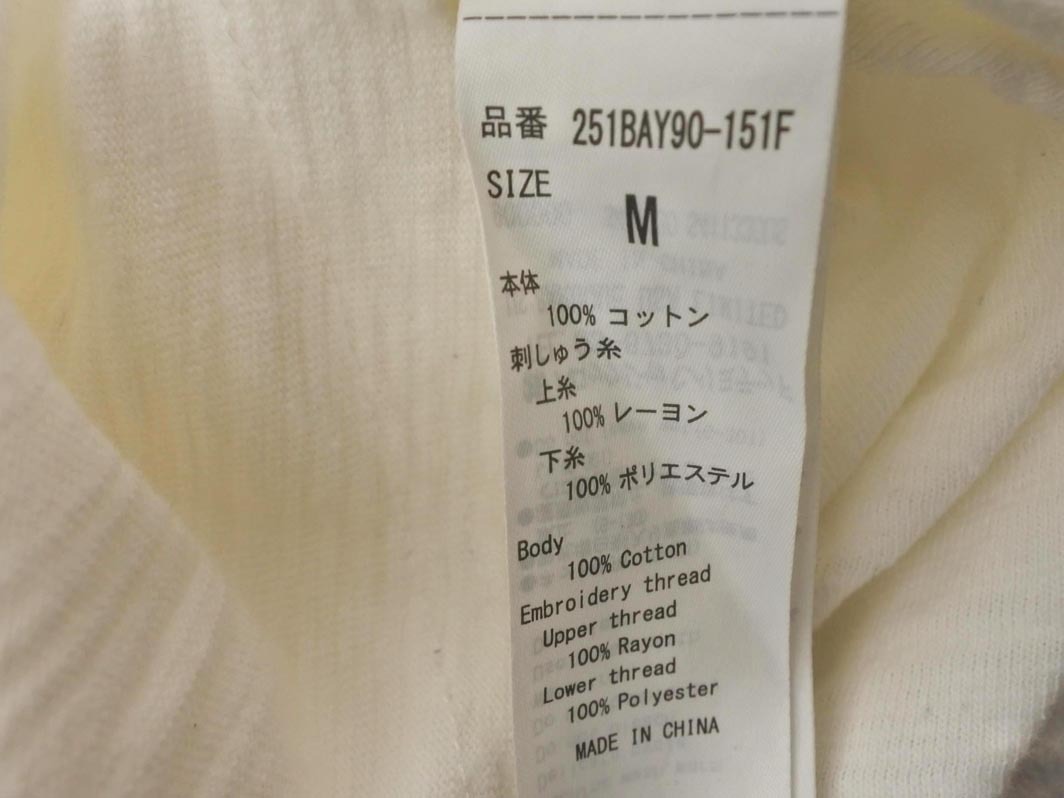 品番 251BAY90-151F
SIZE
M
本体
100% コットン
刺しゅう糸
上糸
100% レーヨン
下糸
100% ポリエステル
Body
100% Cotton
Embroidery thread
Upper thread
100% Rayon
Lower thread
100% Polyester
MADE IN CHINA